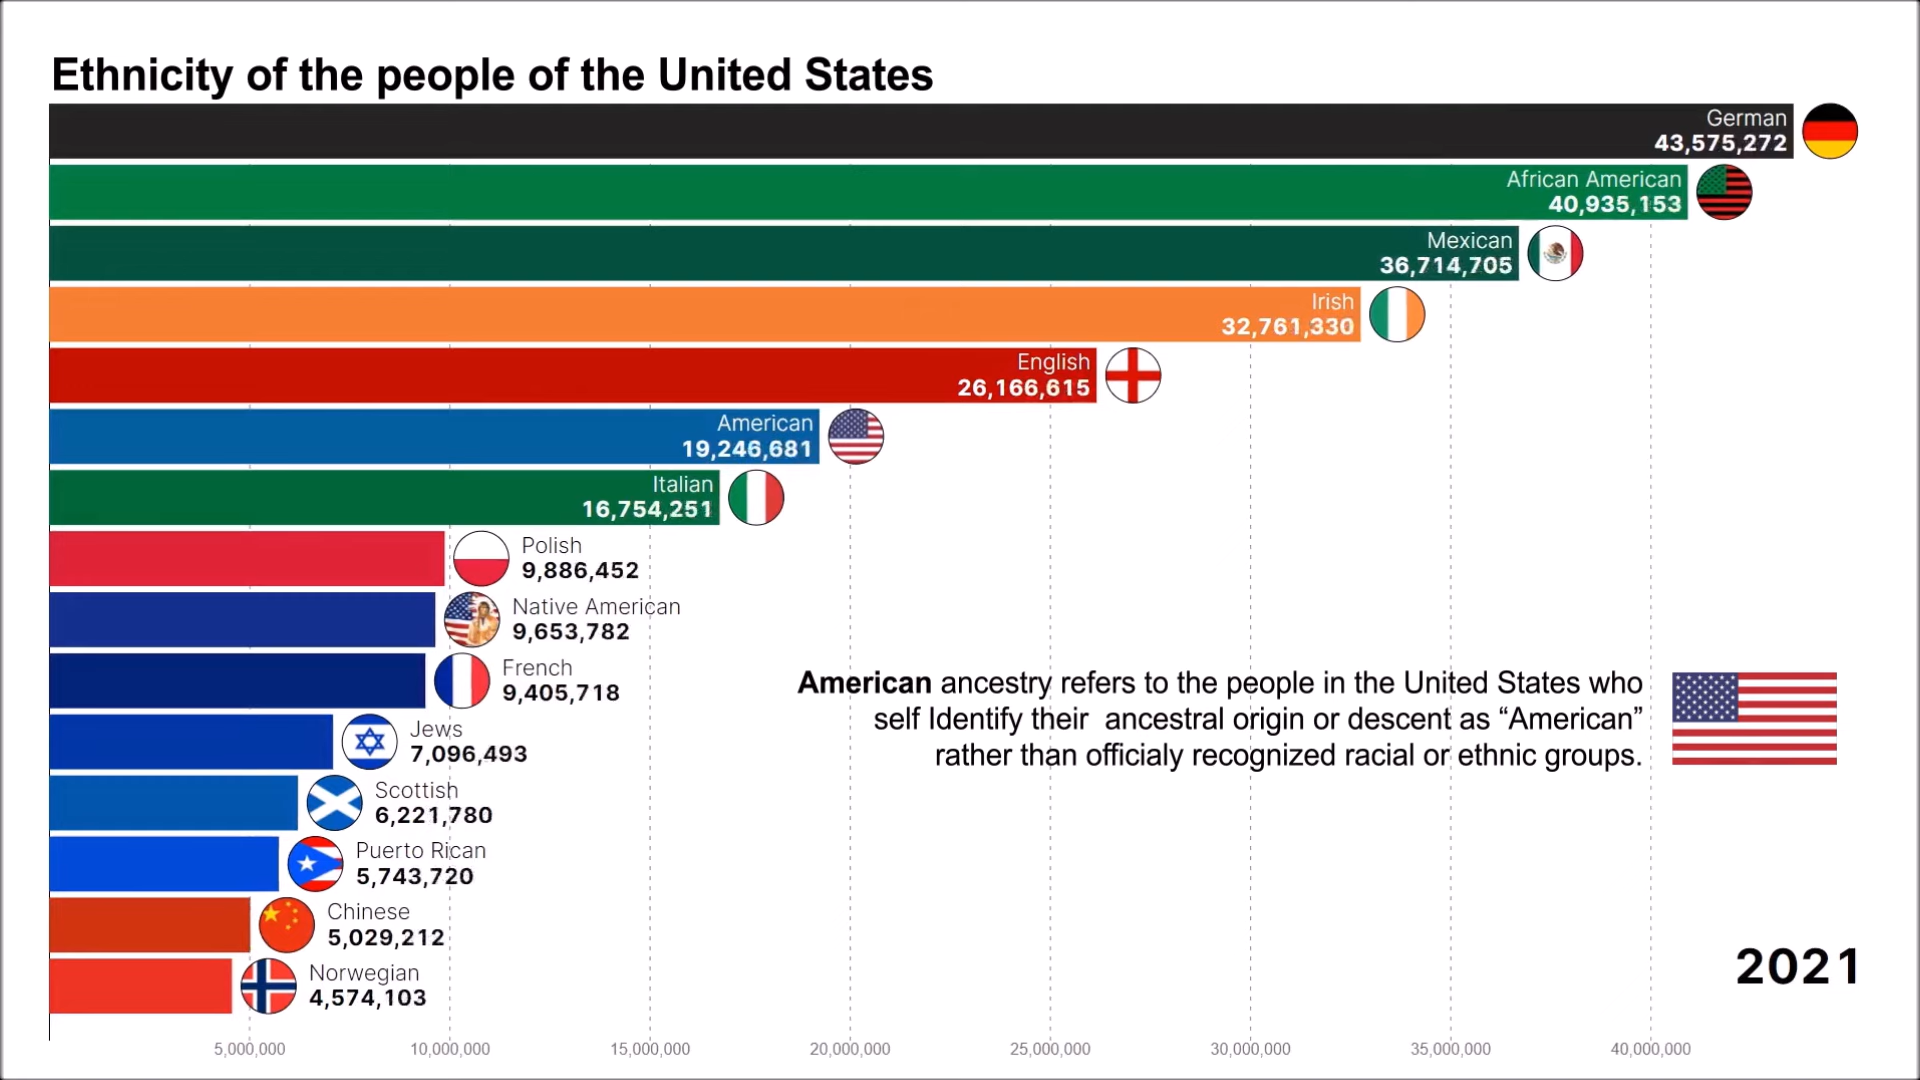 Ethnicity of the people of the United States
German
43,575,272
African American
40,935,153
Mexican
36,714,705
Irish
32,761,330
English
26,166,615
American
19,246,681
Italian
16,754,251
Polish
9,886,452
Native American
9,653,782
French
9,405,718
Jews
7,096,493
Scottish
6,221,780
Puerto Rican
5,743,720
Chinese
5,029,212
Norwegian
4,574,103
American ancestry refers to the people in the United States who
self Identify their  ancestral origin or descent as “American”
rather than officialy recognized racial or ethnic groups.
2021
5,000,000 10,000,000 15,000,000 20,000,000 25,000,000 30,000,000 35,000,000 40,000,000